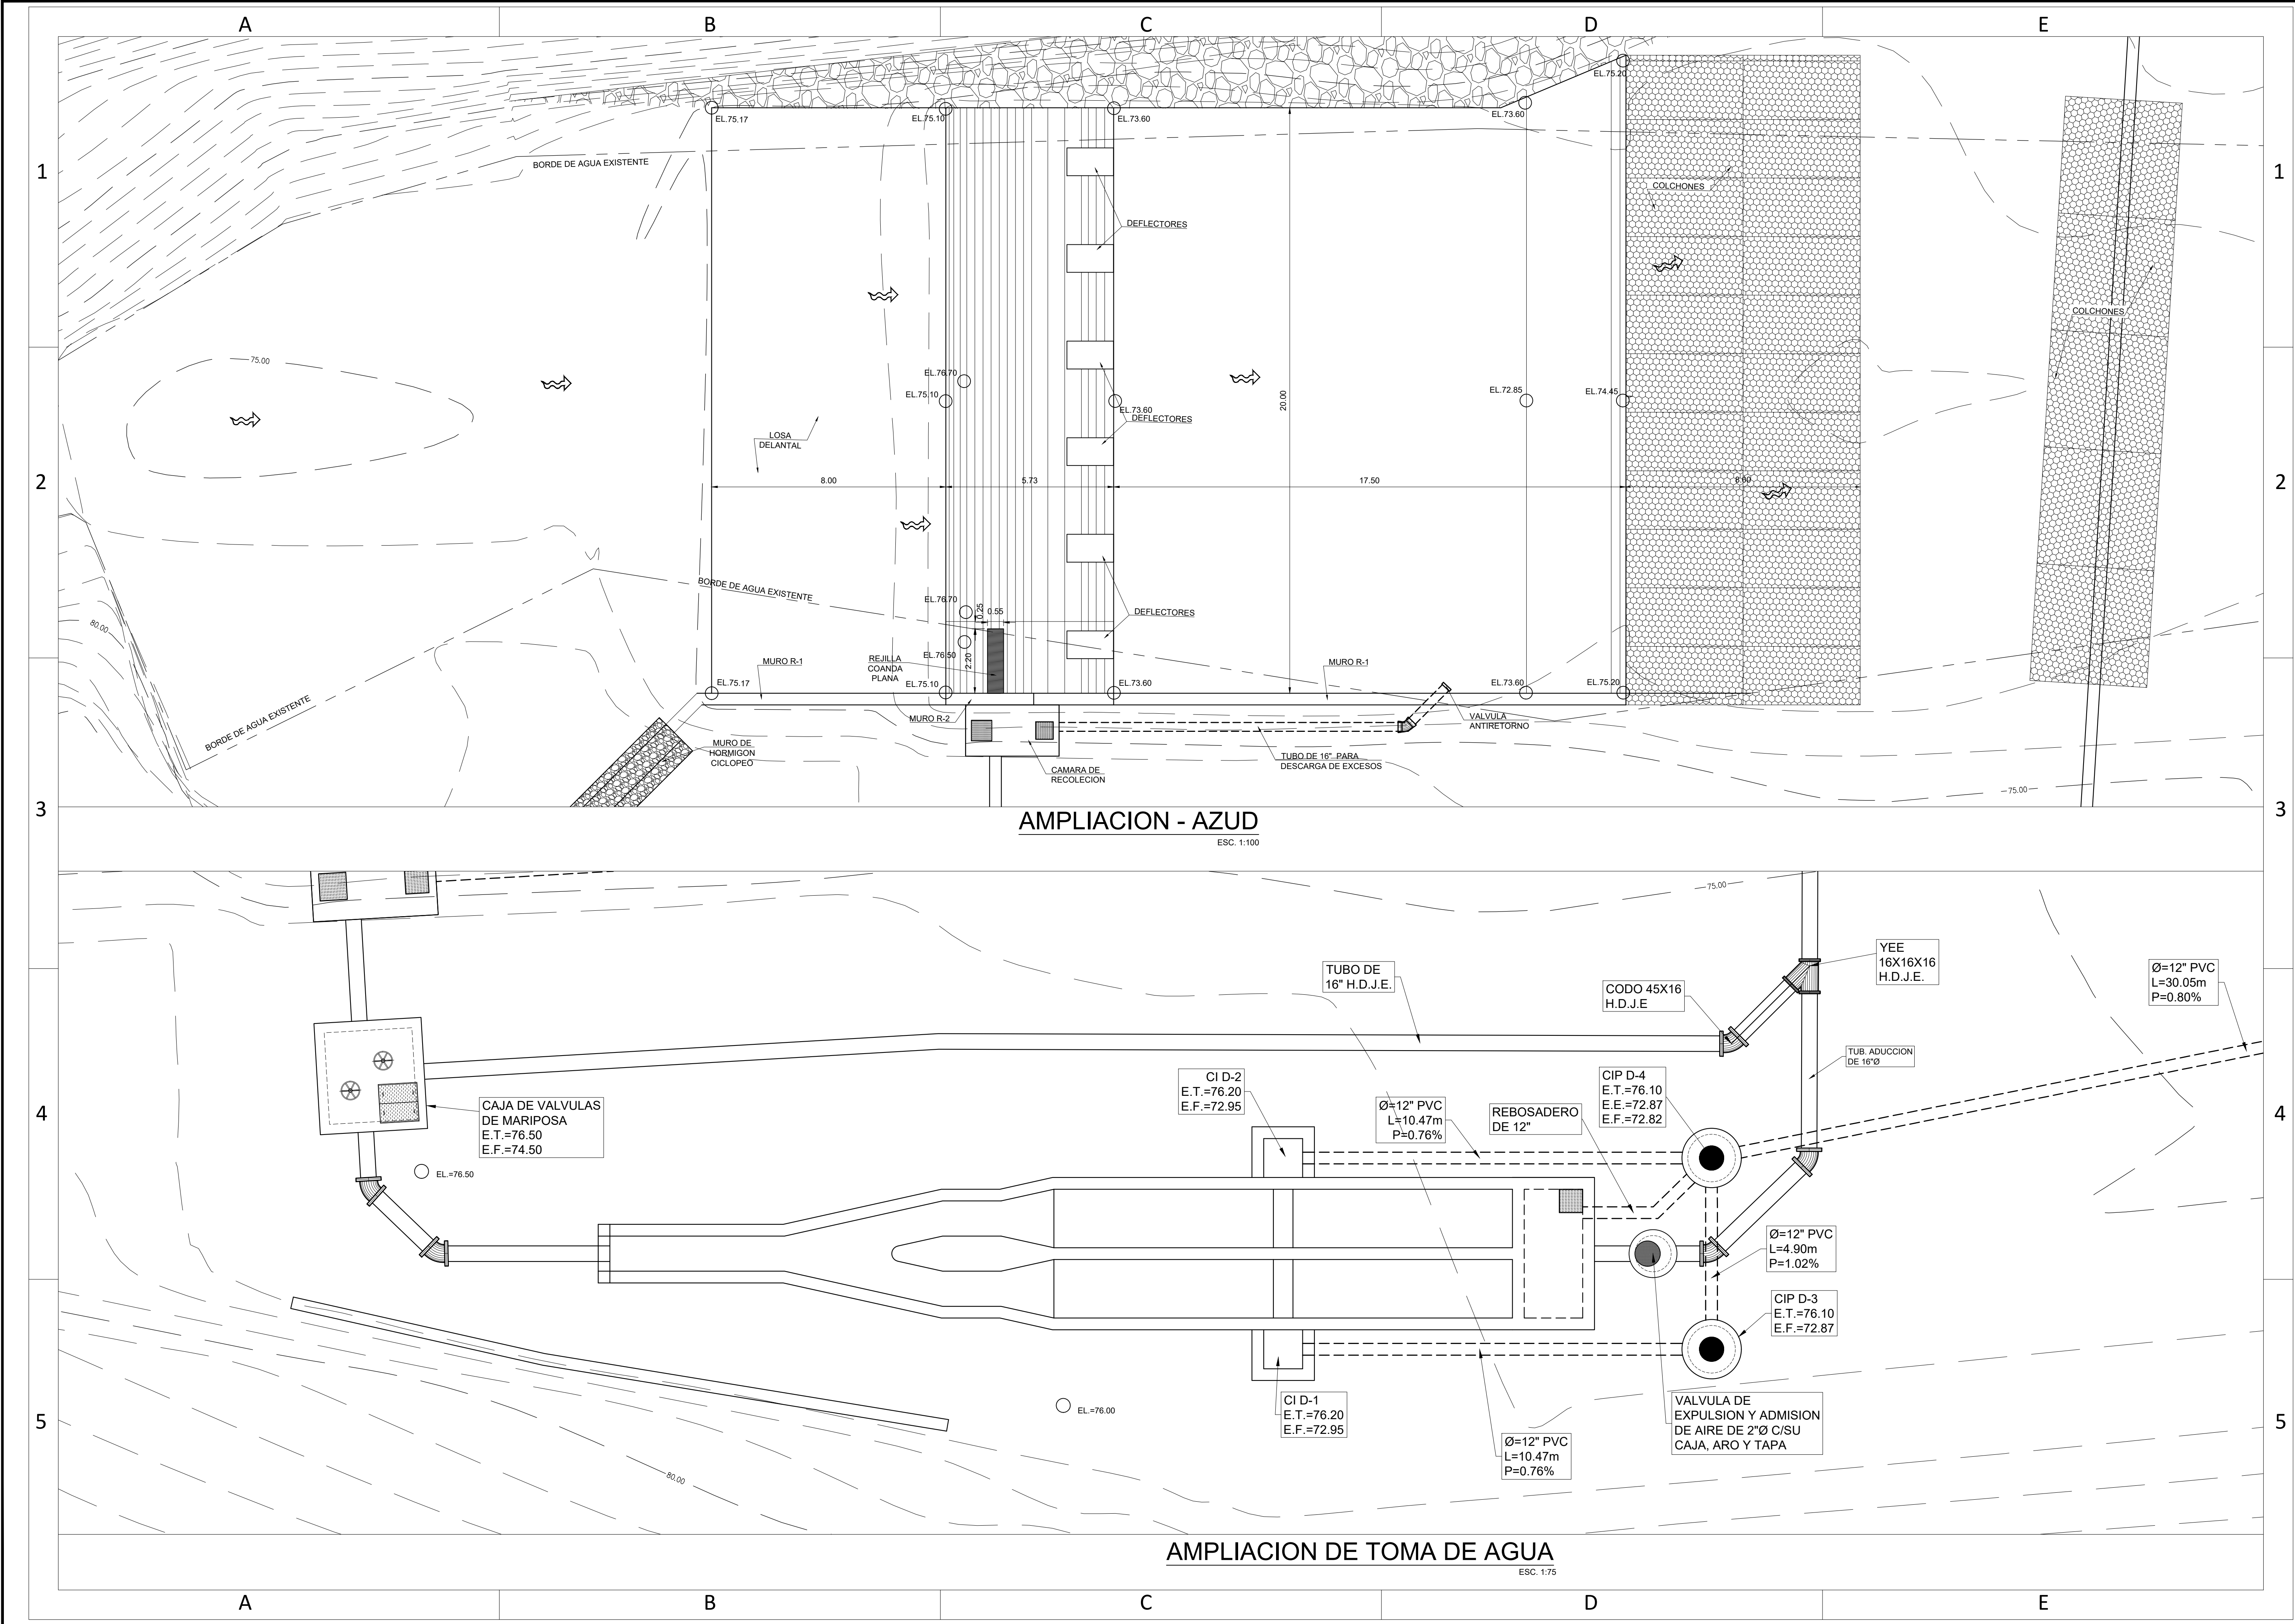 A
B
C
D
E
1
1
EL.75.17
EL.75.10
EL.73.60
EL.73.60
EL.75.20
BORDE DE AGUA EXISTENTE
COLCHONES
DEFLECTORES
COLCHONES
75.00
2
2
EL.76.70
EL.75.10
EL.73.60
DEFLECTORES
20.00
EL.72.85
EL.74.45
LOSA
DELANTAL
8.00
5.73
17.50
8.00
BORDE DE AGUA EXISTENTE
80.00
EL.76.70
0.25
0.55
DEFLECTORES
EL.76.50
2.20
MURO R-1
REJILLA
COANDA
PLANA
MURO R-1
EL.75.17
EL.75.10
EL.73.60
EL.73.60
EL.75.20
BORDE DE AGUA EXISTENTE
MURO R-2
MURO DE
HORMIGON
CICLOPEO
VALVULA
ANTIRETORNO
TUBO DE 16" PARA
DESCARGA DE EXCESOS
CAMARA DE
RECOLECION
75.00
3
3
AMPLIACION - AZUD
ESC. 1:100
75.00
YEE
16X16X16
H.D.J.E.
TUBO DE
16" H.D.J.E.
CODO 45X16
H.D.J.E
Ø=12" PVC
L=30.05m
P=0.80%
TUB. ADUCCION
DE 16"Ø
CI D-2
E.T.=76.20
E.F.=72.95
CIP D-4
E.T.=76.10
E.E.=72.87
E.F.=72.82
Ø=12" PVC
L=10.47m
P=0.76%
REBOSADERO
DE 12"
4
4
CAJA DE VALVULAS
DE MARIPOSA
E.T.=76.50
E.F.=74.50
EL.=76.50
Ø=12" PVC
L=4.90m
P=1.02%
CIP D-3
E.T.=76.10
E.F.=72.87
CI D-1
E.T.=76.20
E.F.=72.95
VALVULA DE
EXPULSION Y ADMISION
DE AIRE DE 2"Ø C/SU
CAJA, ARO Y TAPA
EL.=76.00
5
5
Ø=12" PVC
L=10.47m
P=0.76%
80.00
AMPLIACION DE TOMA DE AGUA
ESC. 1:75
A
B
C
D
E